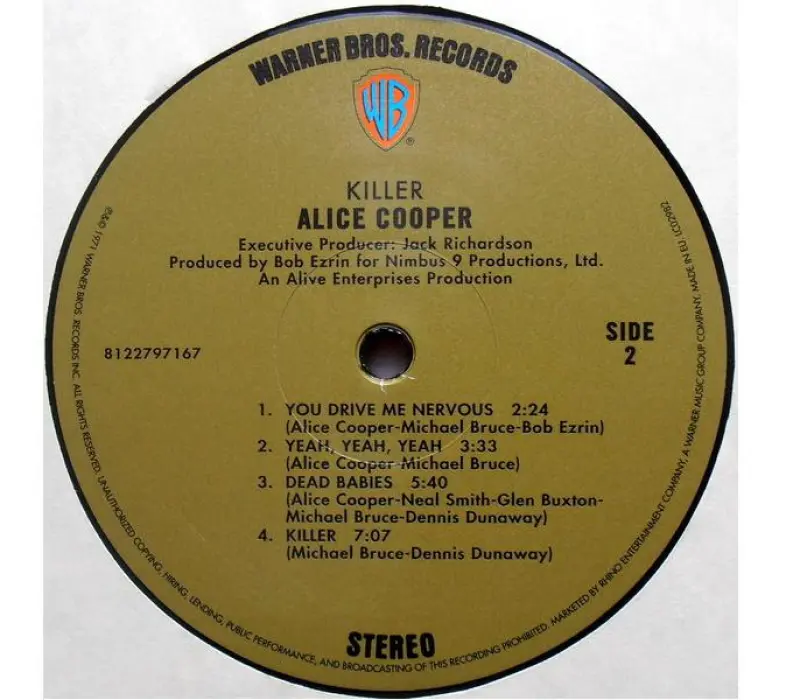 WARNER BROS. RECORDS
WB
®
KILLER
ALICE COOPER
Executive Producer: Jack Richardson
Produced by Bob Ezrin for Nimbus 9 Productions, Ltd.
An Alive Enterprises Production
8122797167
SIDE
2
1. YOU DRIVE ME NERVOUS 2:24
(Alice Cooper-Michael Bruce-Bob Ezrin)
2. YEAH, YEAH, YEAH 3:33
(Alice Cooper-Michael Bruce)
3. DEAD BABIES 5:40
(Alice Cooper-Neal Smith-Glen Buxton-
Michael Bruce-Dennis Dunaway)
4. KILLER 7:07
(Michael Bruce-Dennis Dunaway)
STEREO
℗&© 1971 WARNER BROS. RECORDS INC. ALL RIGHTS RESERVED. UNAUTHORIZED COPYING, HIRING, LENDING, PUBLIC PERFORMANCE, AND BROADCASTING OF THIS RECORDING PROHIBITED. MARKETED BY RHINO ENTERTAINMENT COMPANY, A WARNER MUSIC GROUP COMPANY. MADE IN EU. LC02982